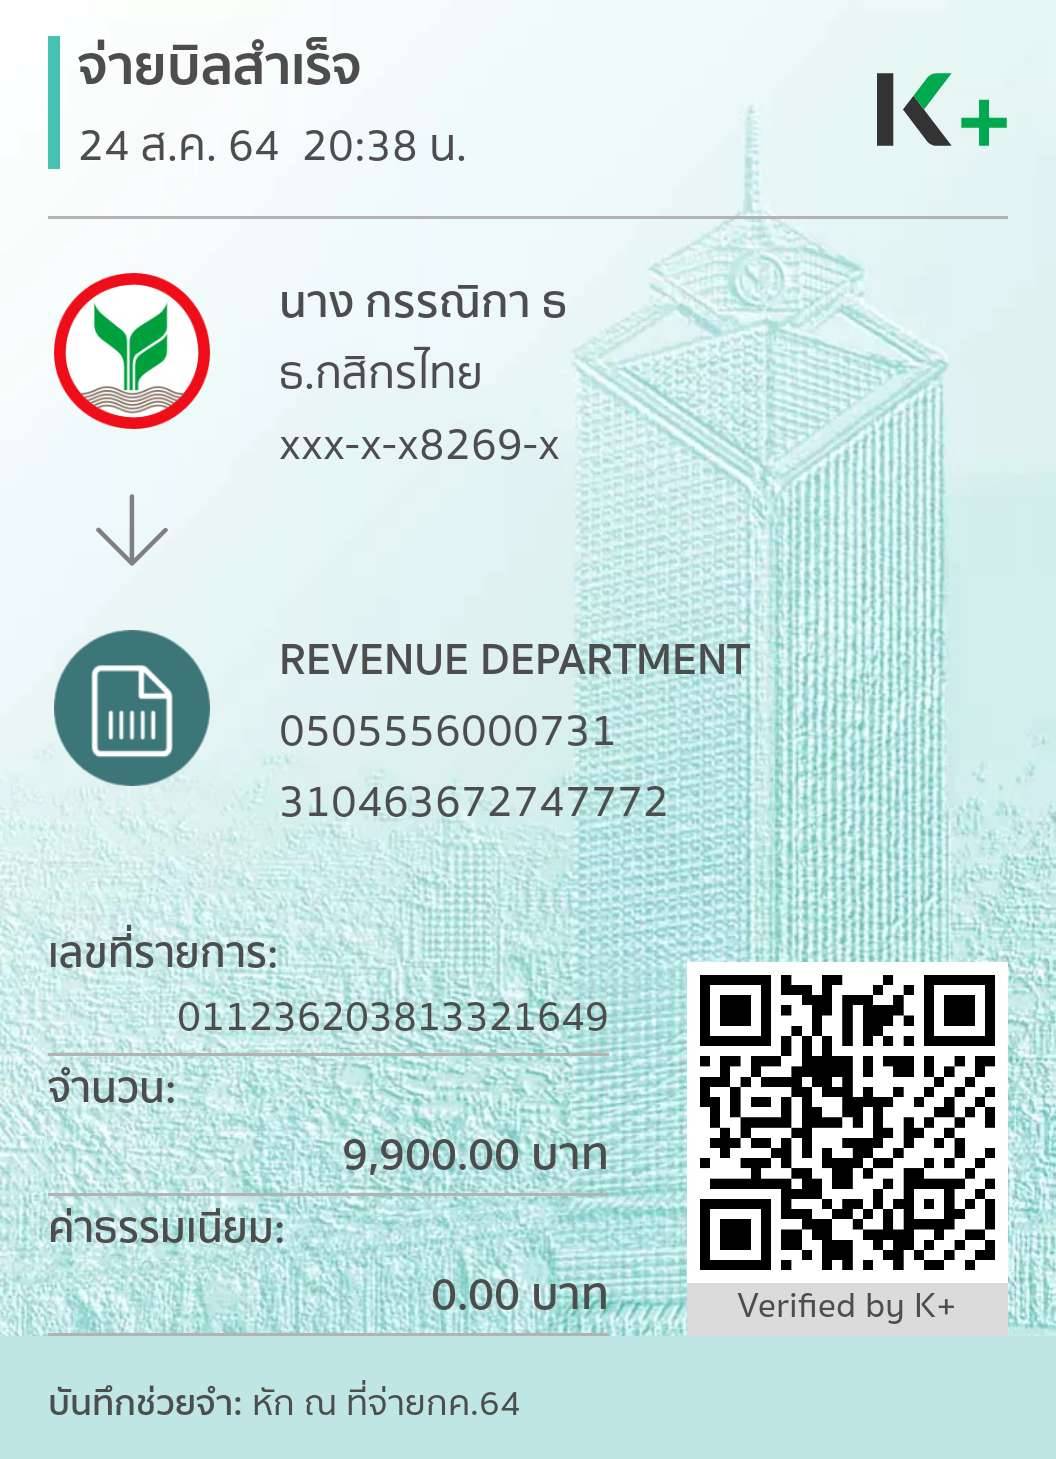 จ่ายบิลสำเร็จ
24 ส.ค. 64 20:38 น.
K+
นาง กรรณิกา ธ
ธ.กสิกรไทย
xxx-x-x8269-x
REVENUE DEPARTMENT
0505556000731
310463672747772
เลขที่รายการ:
011236203813321649
จำนวน:
9,900.00 บาท
ค่าธรรมเนียม:
0.00 บาท
Verified by K+
บันทึกช่วยจำ: หัก ณ ที่จ่ายกค.64